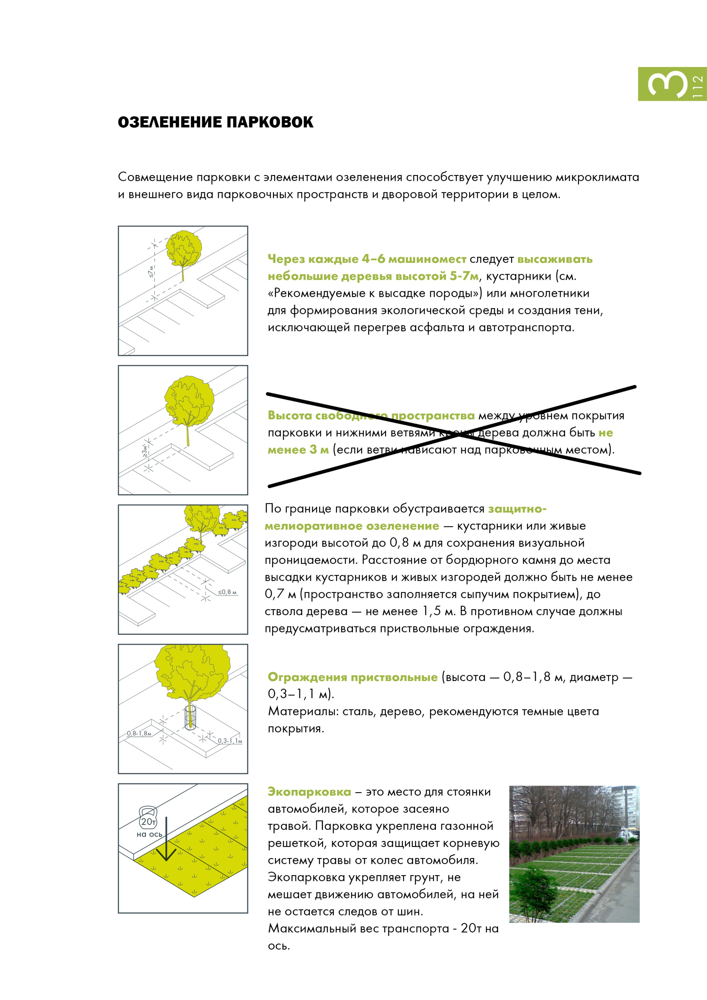 3
112
ОЗЕЛЕНЕНИЕ ПАРКОВОК
Совмещение парковки с элементами озеленения способствует улучшению микроклимата
и внешнего вида парковочных пространств и дворовой территории в целом.
≤7м
Через каждые 4–6 машиномест следует высаживать
небольшие деревья высотой 5-7м, кустарники (см.
«Рекомендуемые к высадке породы») или многолетники
для формирования экологической среды и создания тени,
исключающей перегрев асфальта и автотранспорта.
≥3м
Высота свободного пространства между уровнем покрытия
парковки и нижними ветвями кроны дерева должна быть не
менее 3 м (если ветви нависают над парковочным местом).
≤0,8 м
По границе парковки обустраивается защитно-
мелиоративное озеленение — кустарники или живые
изгороди высотой до 0,8 м для сохранения визуальной
проницаемости. Расстояние от бордюрного камня до места
высадки кустарников и живых изгородей должно быть не менее
0,7 м (пространство заполняется сыпучим покрытием), до
ствола дерева — не менее 1,5 м. В противном случае должны
предусматриваться приствольные ограждения.
0,8-1,8м
0,3-1,1м
Ограждения приствольные (высота — 0,8–1,8 м, диаметр —
0,3–1,1 м).
Материалы: сталь, дерево, рекомендуются темные цвета
покрытия.
20т
на ось
Экопарковка – это место для стоянки
автомобилей, которое засеяно
травой. Парковка укреплена газонной
решеткой, которая защищает корневую
систему травы от колес автомобиля.
Экопарковка укрепляет грунт, не
мешает движению автомобилей, на ней
не остается следов от шин.
Максимальный вес транспорта - 20т на
ось.